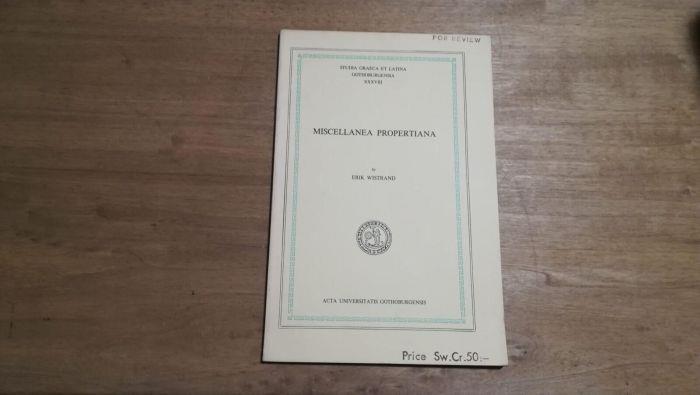 FOR REVIEW
STUDIA GRAECA ET LATINA
GOTHOBURGENSIA
XXXVIII
MISCELLANEA PROPERTIANA
by
ERIK WISTRAND
ACTA UNIVERSITATIS GOTHOBURGENSIS
Price Sw.Cr.50:-